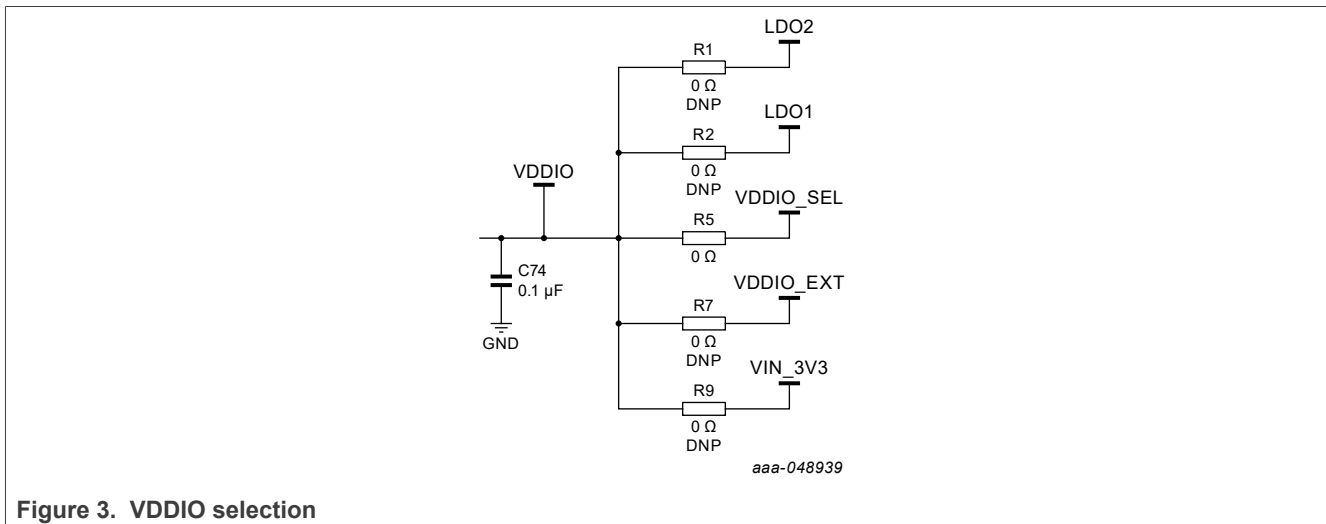 LDO2
R1
0 Ω
DNP
LDO1
R2
0 Ω
DNP
VDDIO
VDDIO_SEL
R5
0 Ω
C74
0.1 µF
GND
VDDIO_EXT
R7
0 Ω
DNP
VIN_3V3
R9
0 Ω
DNP
aaa-048939
Figure 3. VDDIO selection